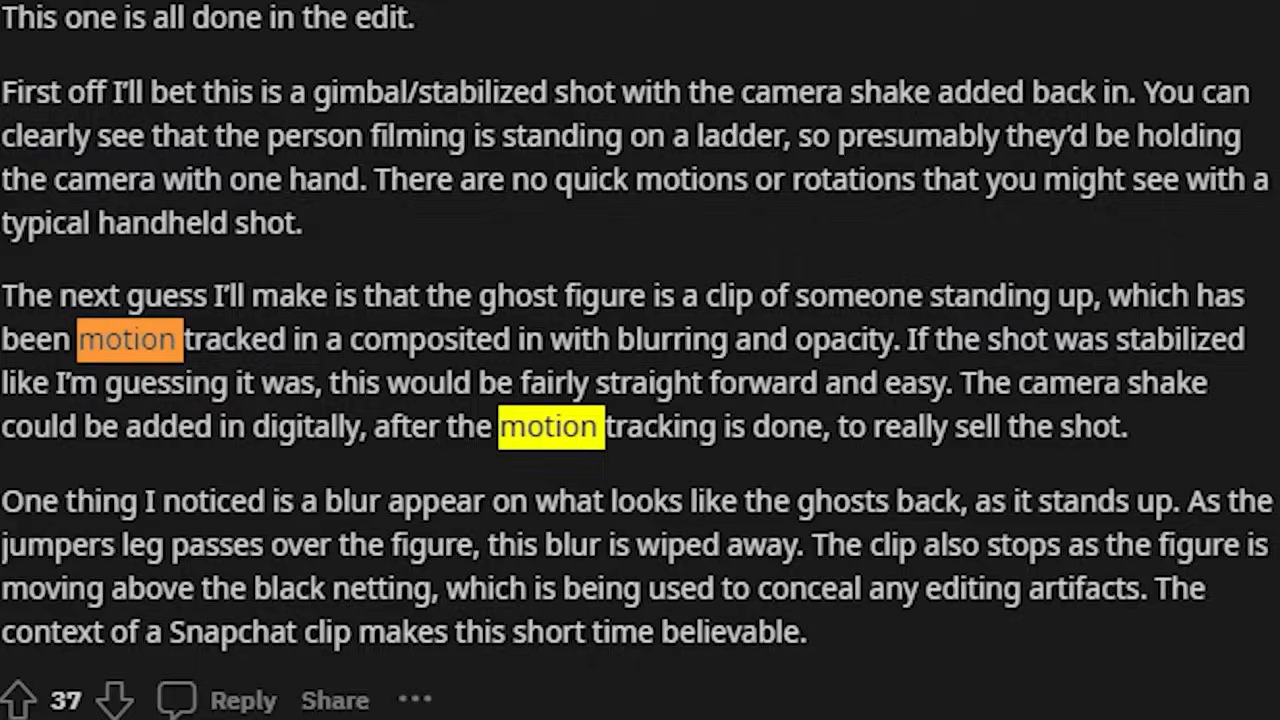 This one is all done in the edit.
First off I'll bet this is a gimbal/stabilized shot with the camera shake added back in. You can
clearly see that the person filming is standing on a ladder, so presumably they'd be holding
the camera with one hand. There are no quick motions or rotations that you might see with a
typical handheld shot.
The next guess I'll make is that the ghost figure is a clip of someone standing up, which has
been motion tracked in a composited in with blurring and opacity. If the shot was stabilized
like I'm guessing it was, this would be fairly straight forward and easy. The camera shake
could be added in digitally, after the motion tracking is done, to really sell the shot.
One thing I noticed is a blur appear on what looks like the ghosts back, as it stands up. As the
jumpers leg passes over the figure, this blur is wiped away. The clip also stops as the figure is
moving above the black netting, which is being used to conceal any editing artifacts. The
context of a Snapchat clip makes this short time believable.
37 Reply Share ···